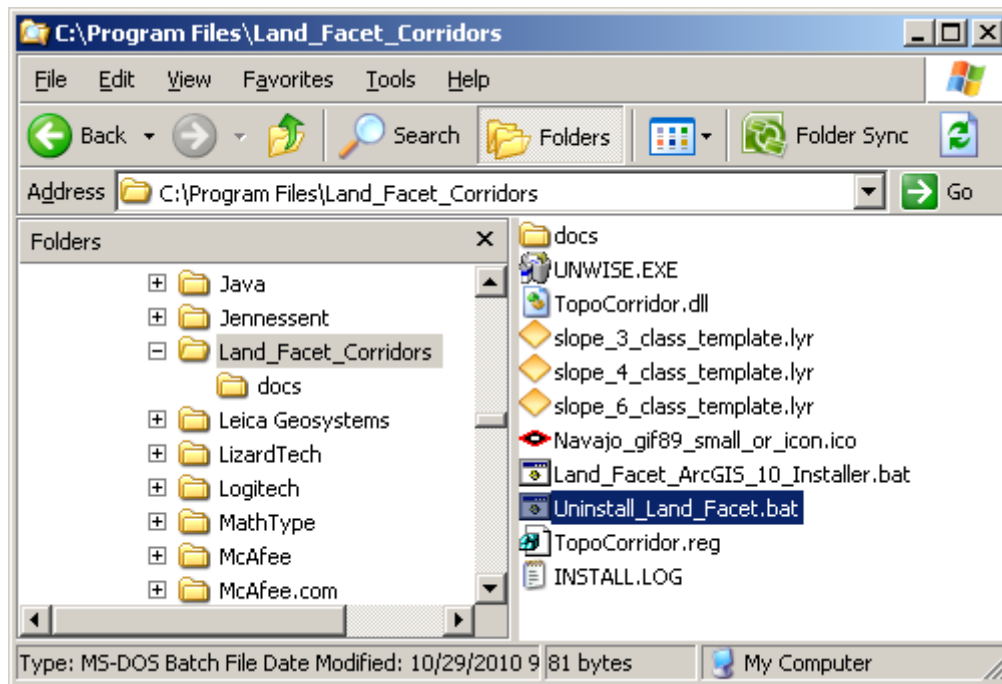 C:\Program Files\Land_Facet_Corridors
File Edit View Favorites Tools Help
Back Search Folders Folder Sync
Address C:\Program Files\Land_Facet_Corridors Go
Folders
Java
Jennessent
Land_Facet_Corridors
docs
Leica Geosystems
LizardTech
Logitech
MathType
McAfee
McAfee.com
docs
UNWISE.EXE
TopoCorridor.dll
slope_3_class_template.lyr
slope_4_class_template.lyr
slope_6_class_template.lyr
Navajo_gif89_small_or_icon.ico
Land_Facet_ArcGIS_10_Installer.bat
Uninstall_Land_Facet.bat
TopoCorridor.reg
INSTALL.LOG
Type: MS-DOS Batch File Date Modified: 10/29/2010 9 81 bytes My Computer